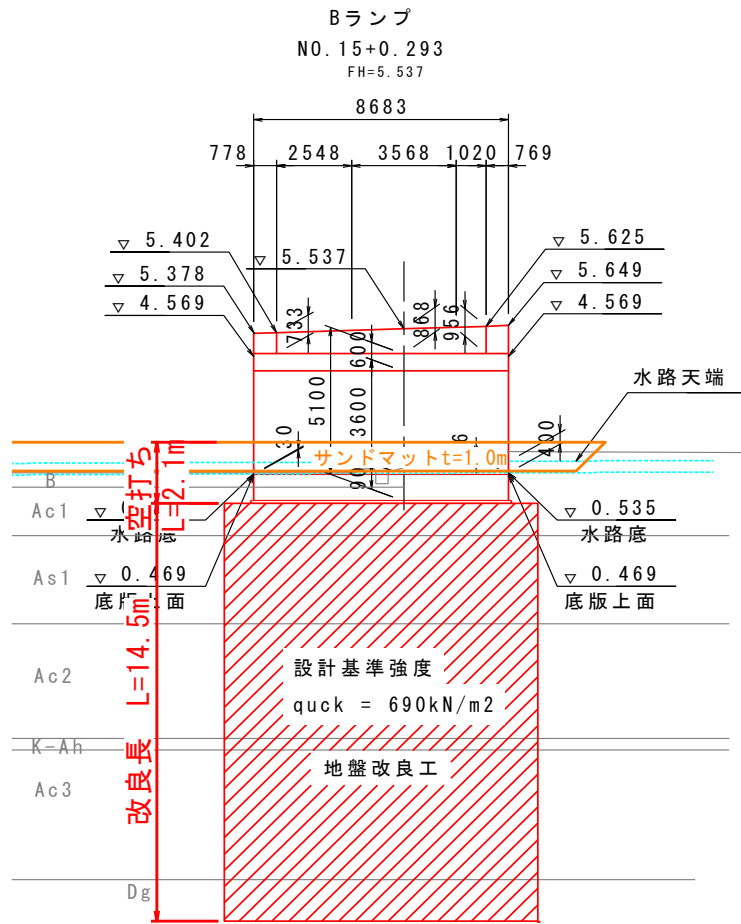 Bランプ
NO.15+0.293
FH=5.537
8683
778 2548 3568 1020 769
▽ 5.402
▽ 5.537
▽ 5.625
▽ 5.378
▽ 5.649
▽ 4.569
▽ 4.569
733
868
956
600
5100
3600
水路天端
30
400
サンドマットt=1.0m
空打ち
L=2.1m
B
Ac1
▽ 0.535
水路底
水路底
As1
▽ 0.469
底版上面
▽ 0.469
底版上面
改良長 L=14.5m
設計基準強度
quck = 690kN/m2
Ac2
K-Ah
地盤改良工
Ac3
Dg